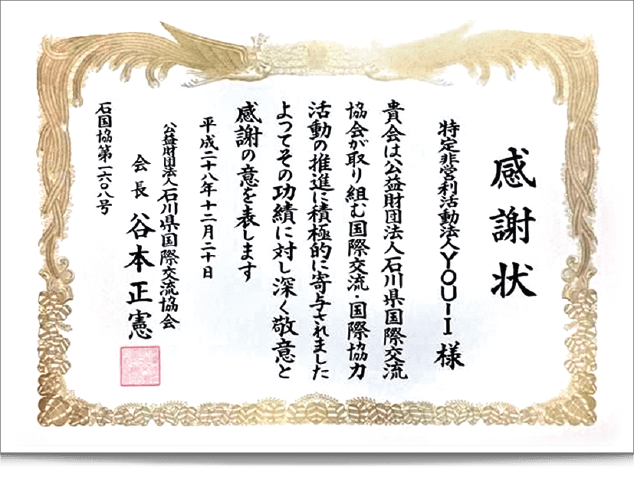 感謝状
特定非営利活動法人YOU-I 様
貴会は公益財団法人石川県国際交流
協会が取り組む国際交流・国際協力
活動の推進に積極的に寄与されました
よつてその功績に対し深く敬意と
感謝の意を表します
平成二十八年十二月二十日
公益財団法人石川県国際交流協会
会長 谷本正憲
石国協第一六〇八号